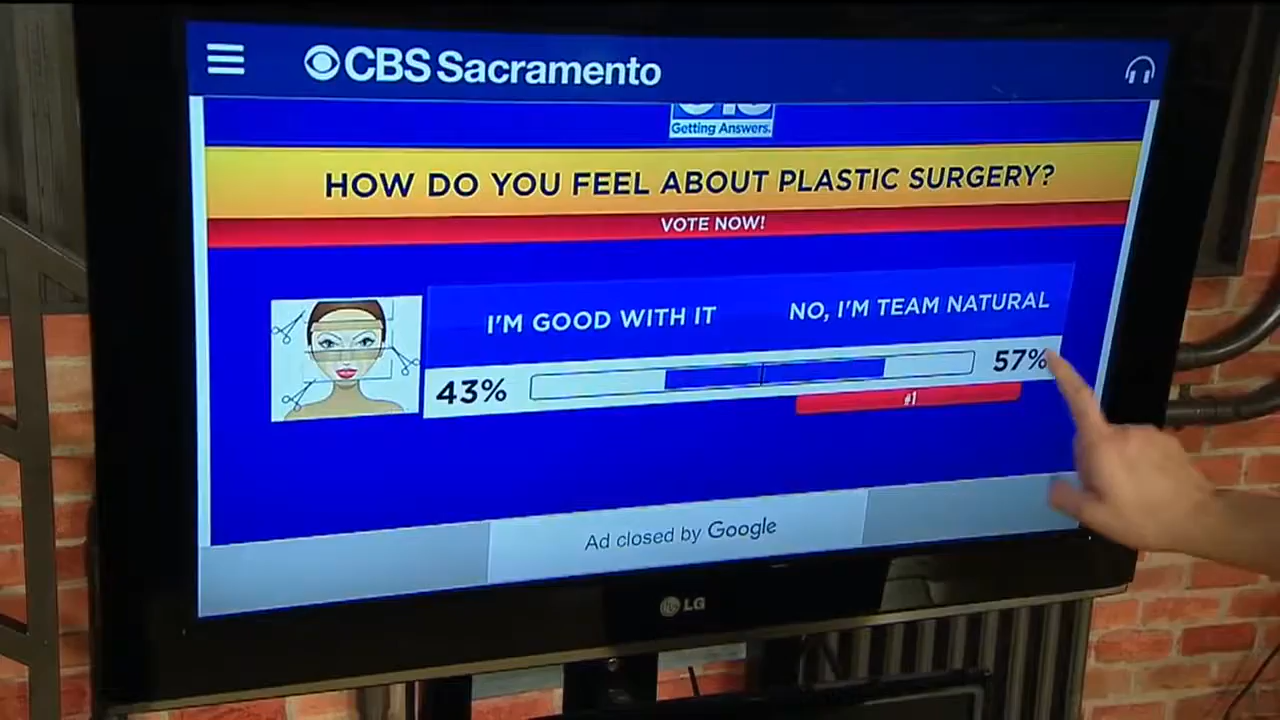 CBS Sacramento
Getting Answers.
HOW DO YOU FEEL ABOUT PLASTIC SURGERY?
VOTE NOW!
I'M GOOD WITH IT
NO, I'M TEAM NATURAL
43%
57%
#1
Ad closed by Google
LG